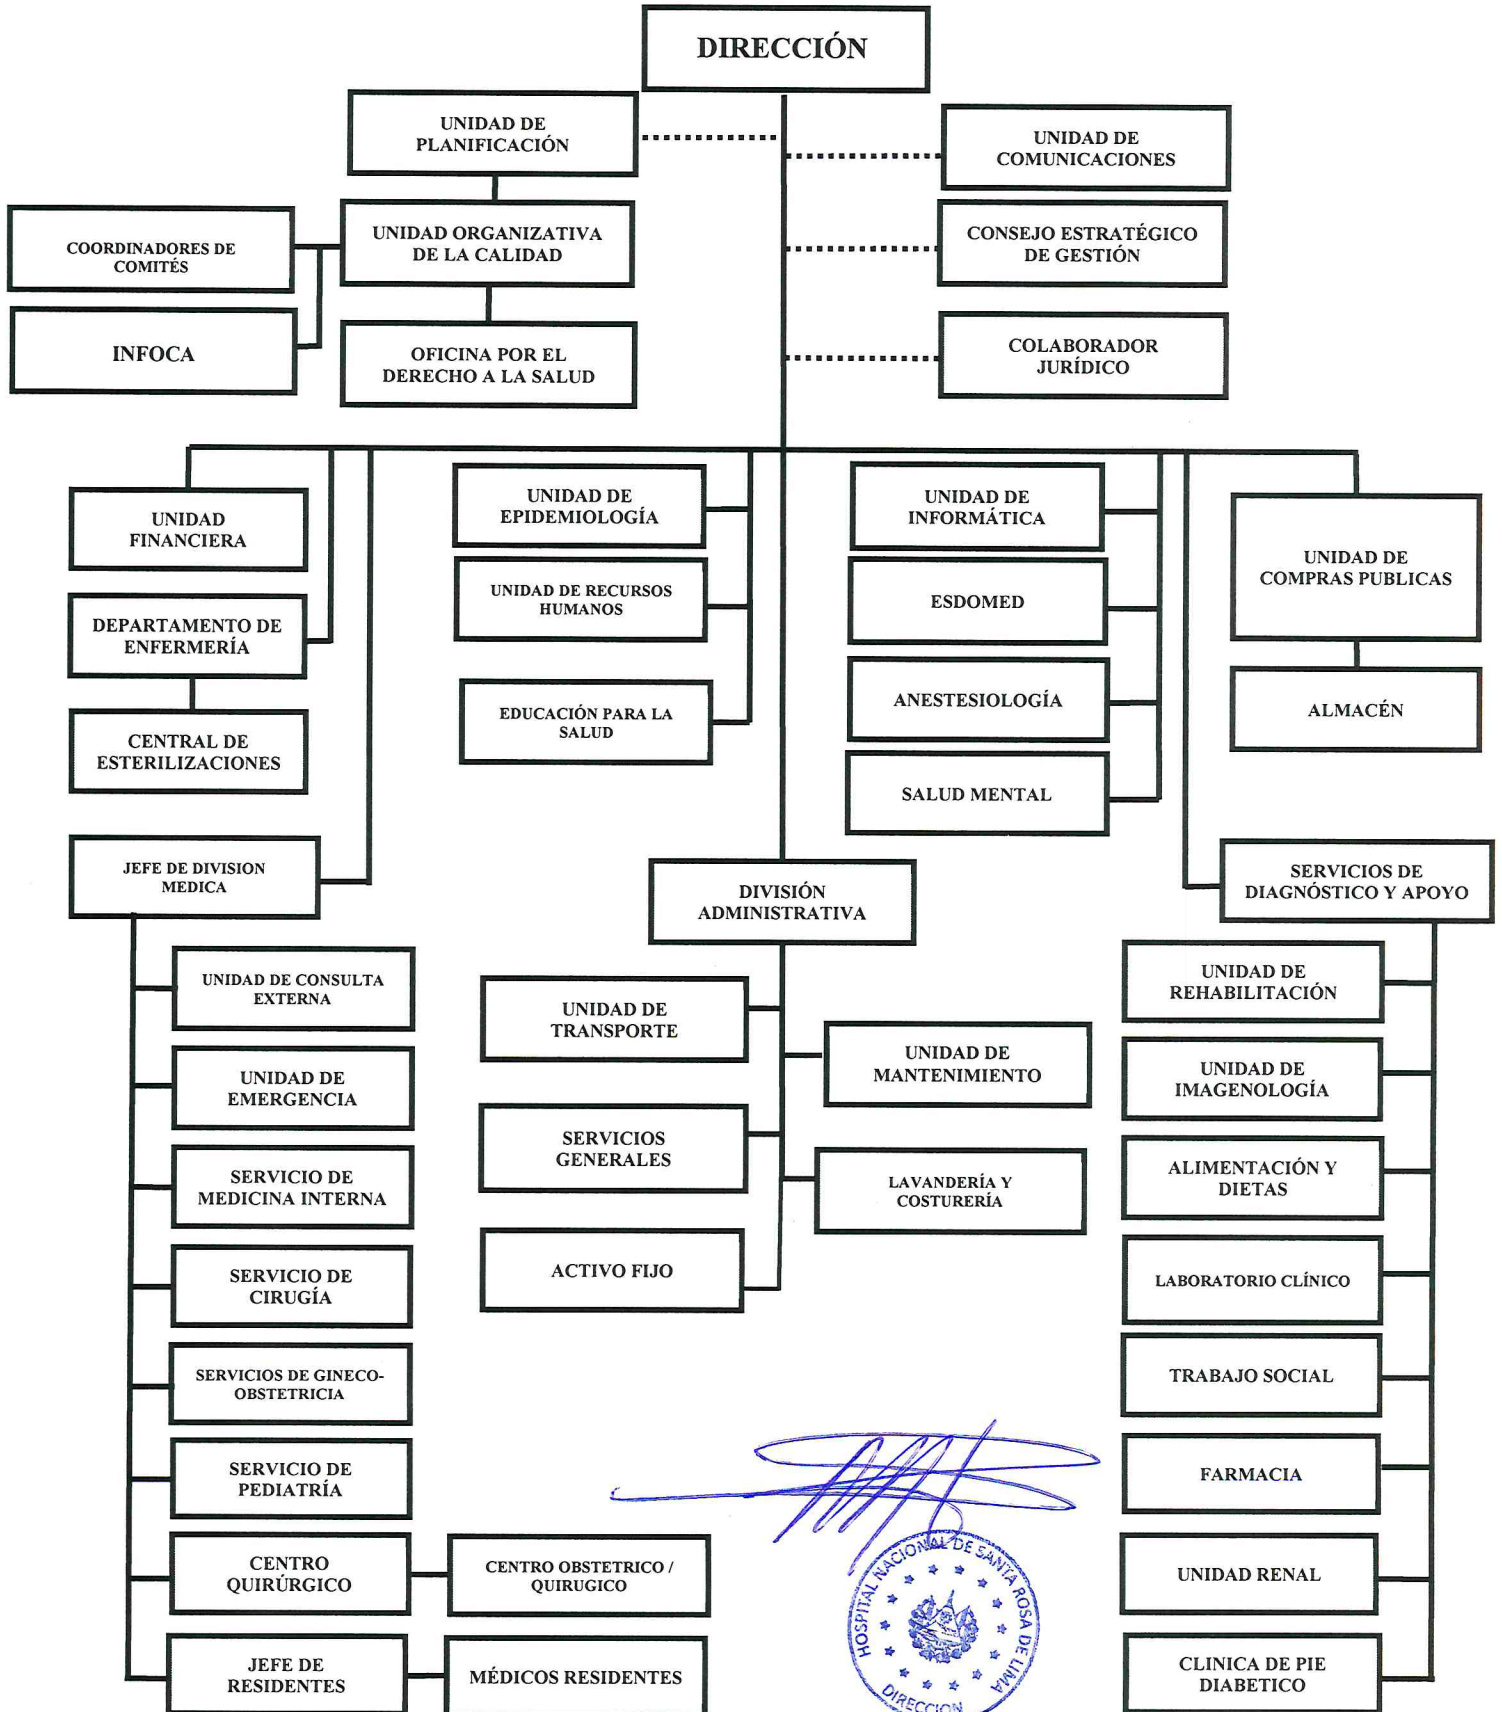 DIRECCIÓN
UNIDAD DE
PLANIFICACIÓN
UNIDAD DE
COMUNICACIONES
COORDINADORES DE
COMITÉS
UNIDAD ORGANIZATIVA
DE LA CALIDAD
CONSEJO ESTRATÉGICO
DE GESTIÓN
INFOCA
OFICINA POR EL
DERECHO A LA SALUD
COLABORADOR
JURÍDICO
UNIDAD
FINANCIERA
DEPARTAMENTO DE
ENFERMERÍA
CENTRAL DE
ESTERILIZACIONES
UNIDAD DE
EPIDEMIOLOGÍA
UNIDAD DE RECURSOS
HUMANOS
EDUCACIÓN PARA LA
SALUD
UNIDAD DE
INFORMÁTICA
ESDOMED
ANESTESIOLOGÍA
SALUD MENTAL
UNIDAD DE
COMPRAS PUBLICAS
ALMACÉN
JEFE DE DIVISION
MEDICA
UNIDAD DE CONSULTA
EXTERNA
UNIDAD DE
EMERGENCIA
SERVICIO DE
MEDICINA INTERNA
SERVICIO DE
CIRUGÍA
SERVICIOS DE GINECO-
OBSTETRICIA
SERVICIO DE
PEDIATRÍA
CENTRO
QUIRÚRGICO
CENTRO OBSTETRICO /
QUIRUGICO
JEFE DE
RESIDENTES
MÉDICOS RESIDENTES
DIVISIÓN
ADMINISTRATIVA
UNIDAD DE
TRANSPORTE
UNIDAD DE
MANTENIMIENTO
SERVICIOS
GENERALES
LAVANDERÍA Y
COSTURERÍA
ACTIVO FIJO
SERVICIOS DE
DIAGNÓSTICO Y APOYO
UNIDAD DE
REHABILITACIÓN
UNIDAD DE
IMAGENOLOGÍA
ALIMENTACIÓN Y
DIETAS
LABORATORIO CLÍNICO
TRABAJO SOCIAL
FARMACIA
UNIDAD RENAL
CLINICA DE PIE
DIABETICO
HOSPITAL NACIONAL DE SANTA ROSA DE LIMA
DIRECCION